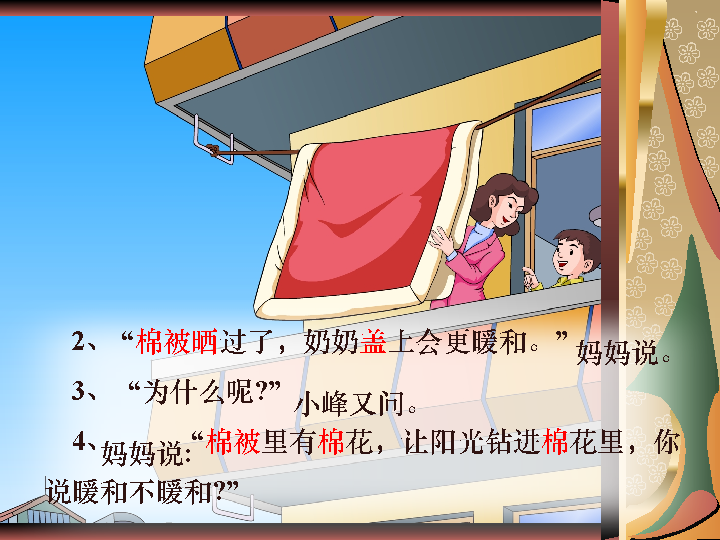 2、“棉被晒过了，奶奶盖上会更暖和。”妈妈说。
3、“为什么呢?”小峰又问。
4、妈妈说:“棉被里有棉花，让阳光钻进棉花里，你
说暖和不暖和?”